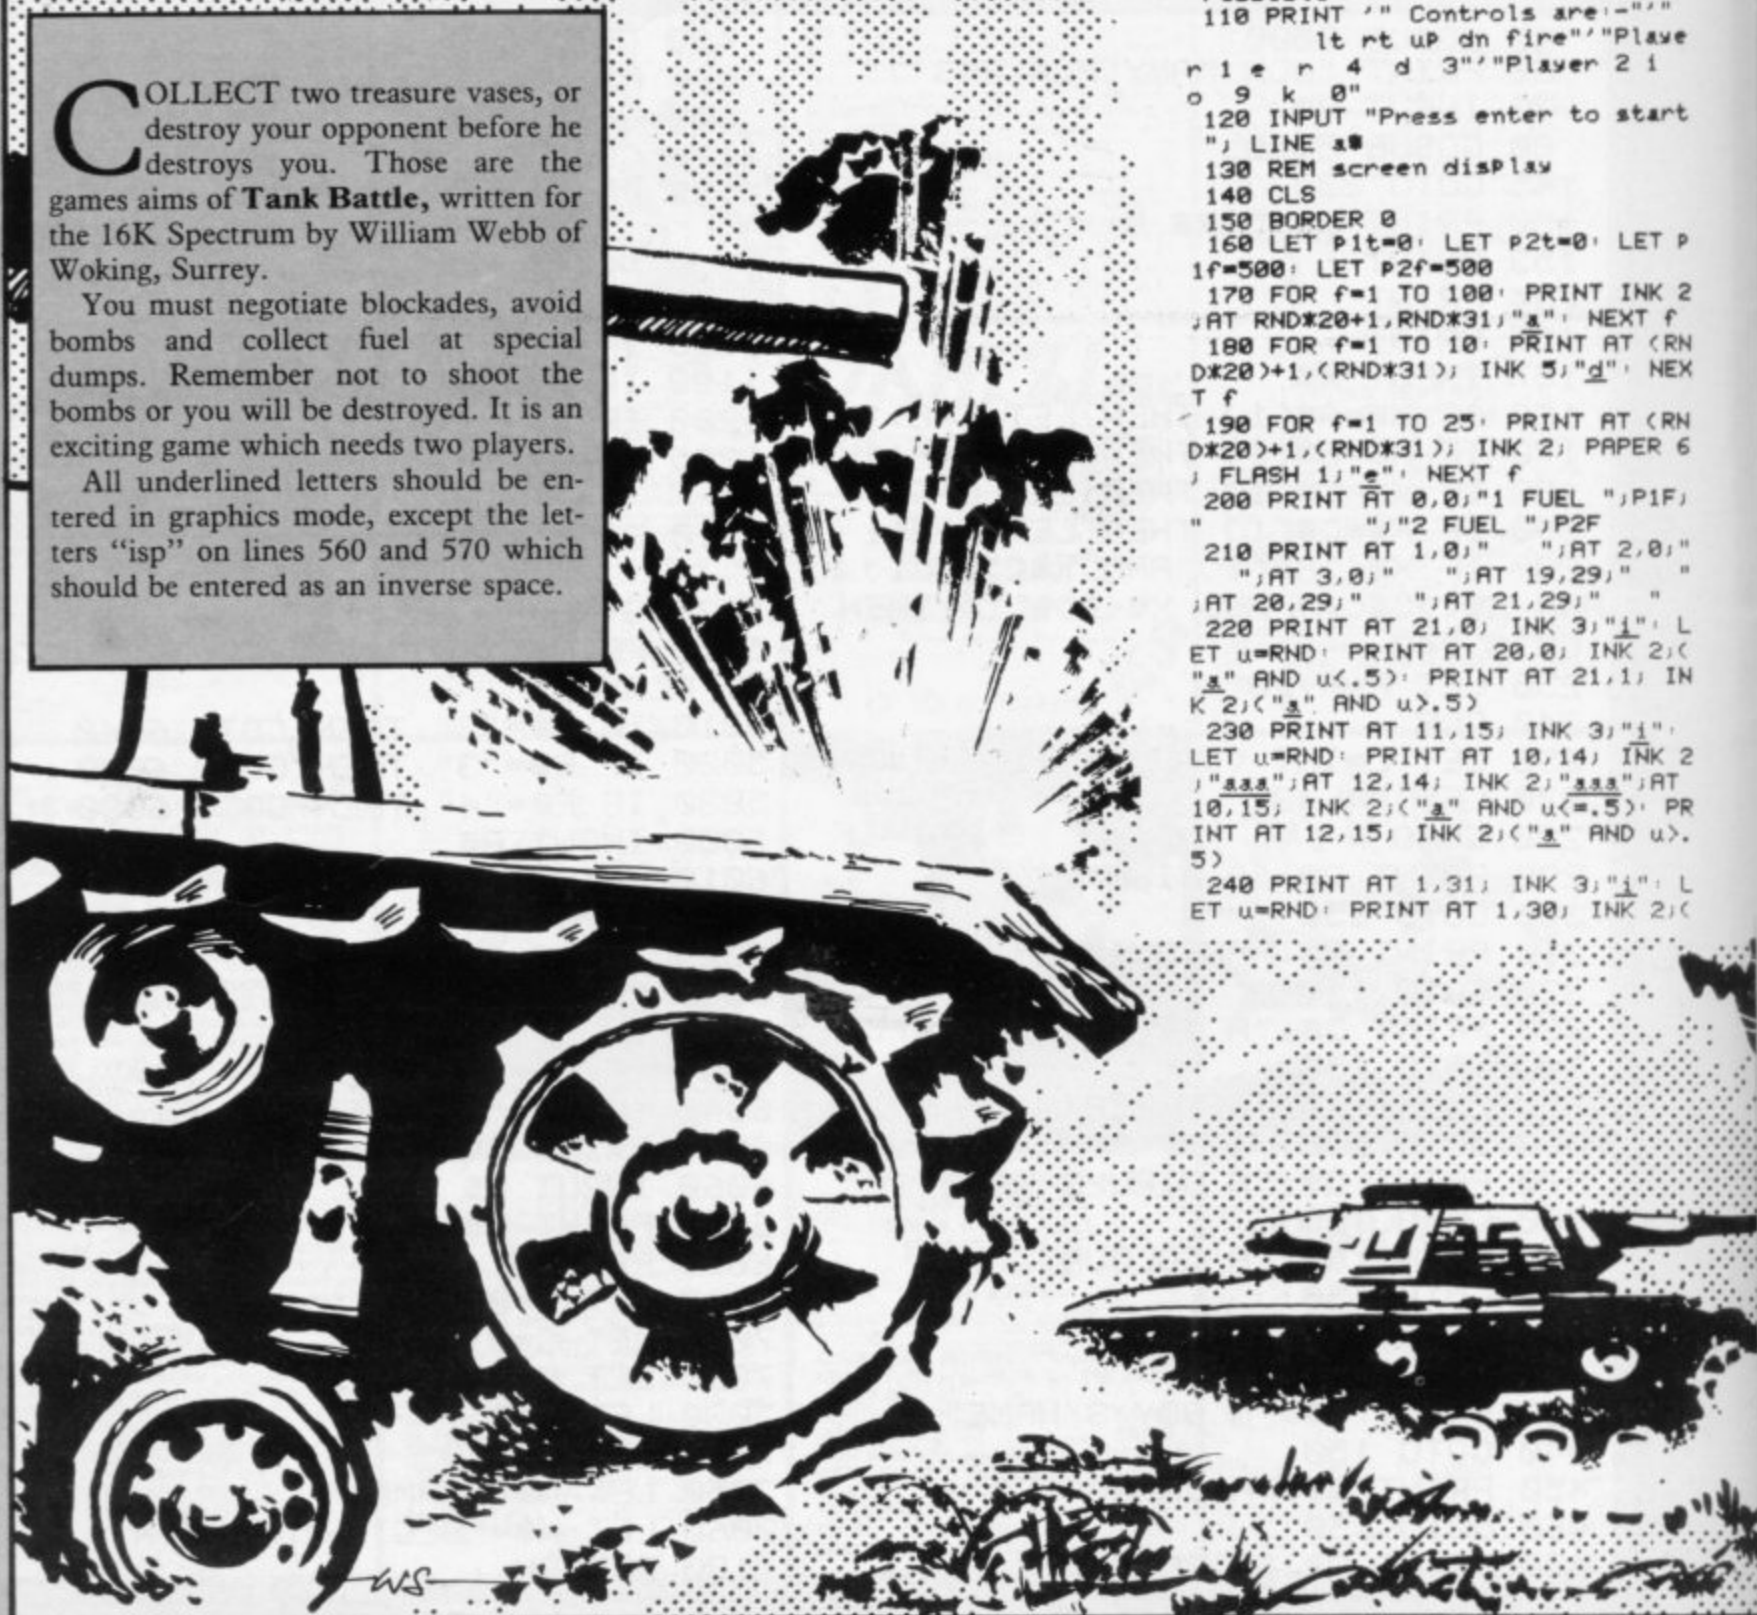 COLLECT two treasure vases, or
destroy your opponent before he
destroys you. Those are the
games aims of Tank Battle, written for
the 16K Spectrum by William Webb of
Woking, Surrey.
You must negotiate blockades, avoid
bombs and collect fuel at special
dumps. Remember not to shoot the
bombs or you will be destroyed. It is an
exciting game which needs two players.
All underlined letters should be en-
tered in graphics mode, except the let-
ters “isp” on lines 560 and 570 which
should be entered as an inverse space.
110 PRINT '" Controls are:-"'"
lt rt up dn fire"'"Playe
r 1 e r 4 d 3"'"Player 2 i
o 9 k 0"
120 INPUT "Press enter to start
"; LINE a$
130 REM screen display
140 CLS
150 BORDER 0
160 LET p1t=0: LET p2t=0: LET p
1f=500: LET p2f=500
170 FOR f=1 TO 100: PRINT INK 2
;AT RND*20+1,RND*31;"a": NEXT f
180 FOR f=1 TO 10: PRINT AT (RN
D*20)+1,(RND*31); INK 5;"d": NEX
T f
190 FOR f=1 TO 25: PRINT AT (RN
D*20)+1,(RND*31); INK 2; PAPER 6
; FLASH 1;"e": NEXT f
200 PRINT AT 0,0;"1 FUEL ";P1F;
" ";"2 FUEL ";P2F
210 PRINT AT 1,0;" ";AT 2,0;"
";AT 3,0;" ";AT 19,29;" "
;AT 20,29;" ";AT 21,29;" "
220 PRINT AT 21,0; INK 3;"i": L
ET u=RND: PRINT AT 20,0; INK 2;(
"a" AND u<.5): PRINT AT 21,1; IN
K 2;("a" AND u>.5)
230 PRINT AT 11,15; INK 3;"i":
LET u=RND: PRINT AT 10,14; INK 2
;"aaa";AT 12,14; INK 2;"aaa";AT
10,15; INK 2;("a" AND u<=.5): PR
INT AT 12,15; INK 2;("a" AND u>.
5)
240 PRINT AT 1,31; INK 3;"i": L
ET u=RND: PRINT AT 1,30; INK 2;(
WS